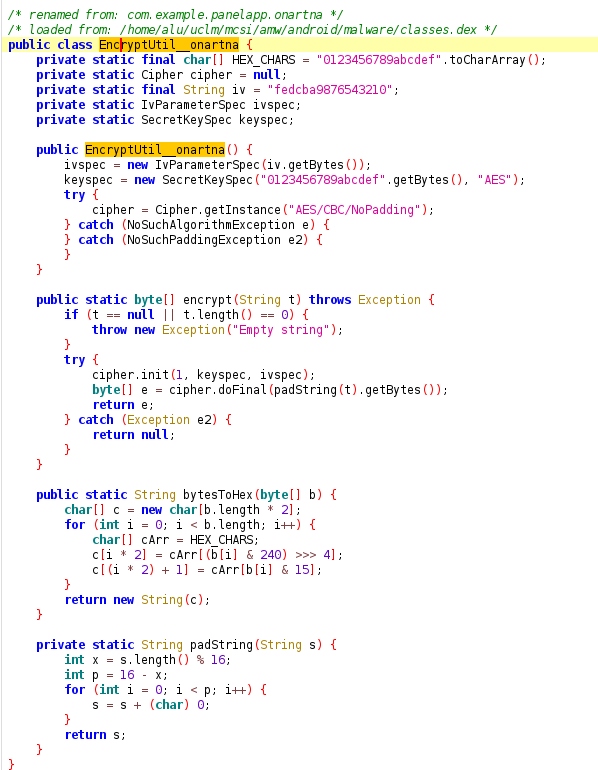 /* renamed from: com.example.panelapp.onartna */
/* loaded from: /home/alu/uclm/mcsi/amw/android/malware/classes.dex */
public class EncryptUtil__onartna {
    private static final char[] HEX_CHARS = "0123456789abcdef".toCharArray();
    private static Cipher cipher = null;
    private static final String iv = "fedcba9876543210";
    private static IvParameterSpec ivspec;
    private static SecretKeySpec keyspec;

    public EncryptUtil__onartna() {
        ivspec = new IvParameterSpec(iv.getBytes());
        keyspec = new SecretKeySpec("0123456789abcdef".getBytes(), "AES");
        try {
            cipher = Cipher.getInstance("AES/CBC/NoPadding");
        } catch (NoSuchAlgorithmException e) {
        } catch (NoSuchPaddingException e2) {
        }
    }

    public static byte[] encrypt(String t) throws Exception {
        if (t == null || t.length() == 0) {
            throw new Exception("Empty string");
        }
        try {
            cipher.init(1, keyspec, ivspec);
            byte[] e = cipher.doFinal(padString(t).getBytes());
            return e;
        } catch (Exception e2) {
            return null;
        }
    }

    public static String bytesToHex(byte[] b) {
        char[] c = new char[b.length * 2];
        for (int i = 0; i < b.length; i++) {
            char[] cArr = HEX_CHARS;
            c[i * 2] = cArr[(b[i] & 240) >>> 4];
            c[(i * 2) + 1] = cArr[b[i] & 15];
        }
        return new String(c);
    }

    private static String padString(String s) {
        int x = s.length() % 16;
        int p = 16 - x;
        for (int i = 0; i < p; i++) {
            s = s + (char) 0;
        }
        return s;
    }
}